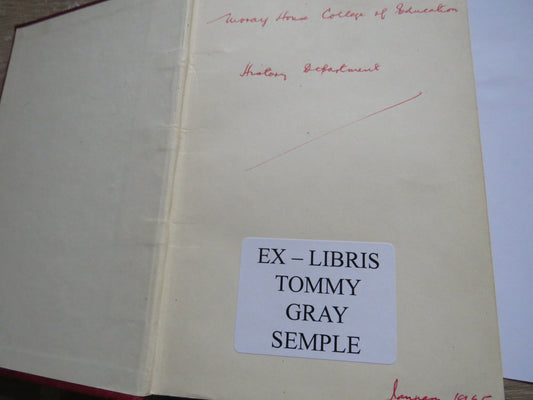 Moray House College of Education
History Department
EX – LIBRIS
TOMMY
GRAY
SEMPLE